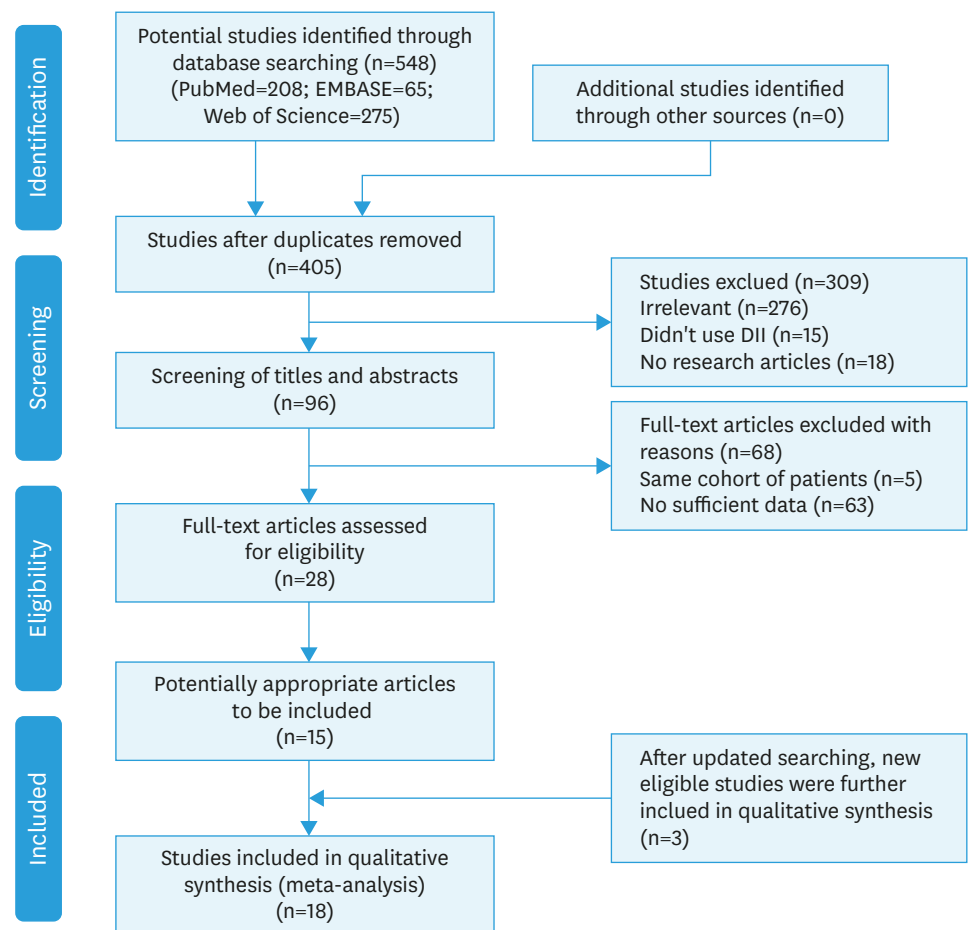 Identification
Potential studies identified through
database searching (n=548)
(PubMed=208; EMBASE=65;
Web of Science=275)
Additional studies identified
through other sources (n=0)
Studies after duplicates removed
(n=405)
Screening
Studies exclued (n=309)
Irrelevant (n=276)
Didn't use DII (n=15)
No research articles (n=18)
Screening of titles and abstracts
(n=96)
Full-text articles excluded with
reasons (n=68)
Same cohort of patients (n=5)
No sufficient data (n=63)
Eligibility
Full-text articles assessed
for eligibility
(n=28)
Potentially appropriate articles
to be included
(n=15)
Included
After updated searching, new
eligible studies were further
inclued in qualitative synthesis
(n=3)
Studies included in qualitative
synthesis (meta-analysis)
(n=18)